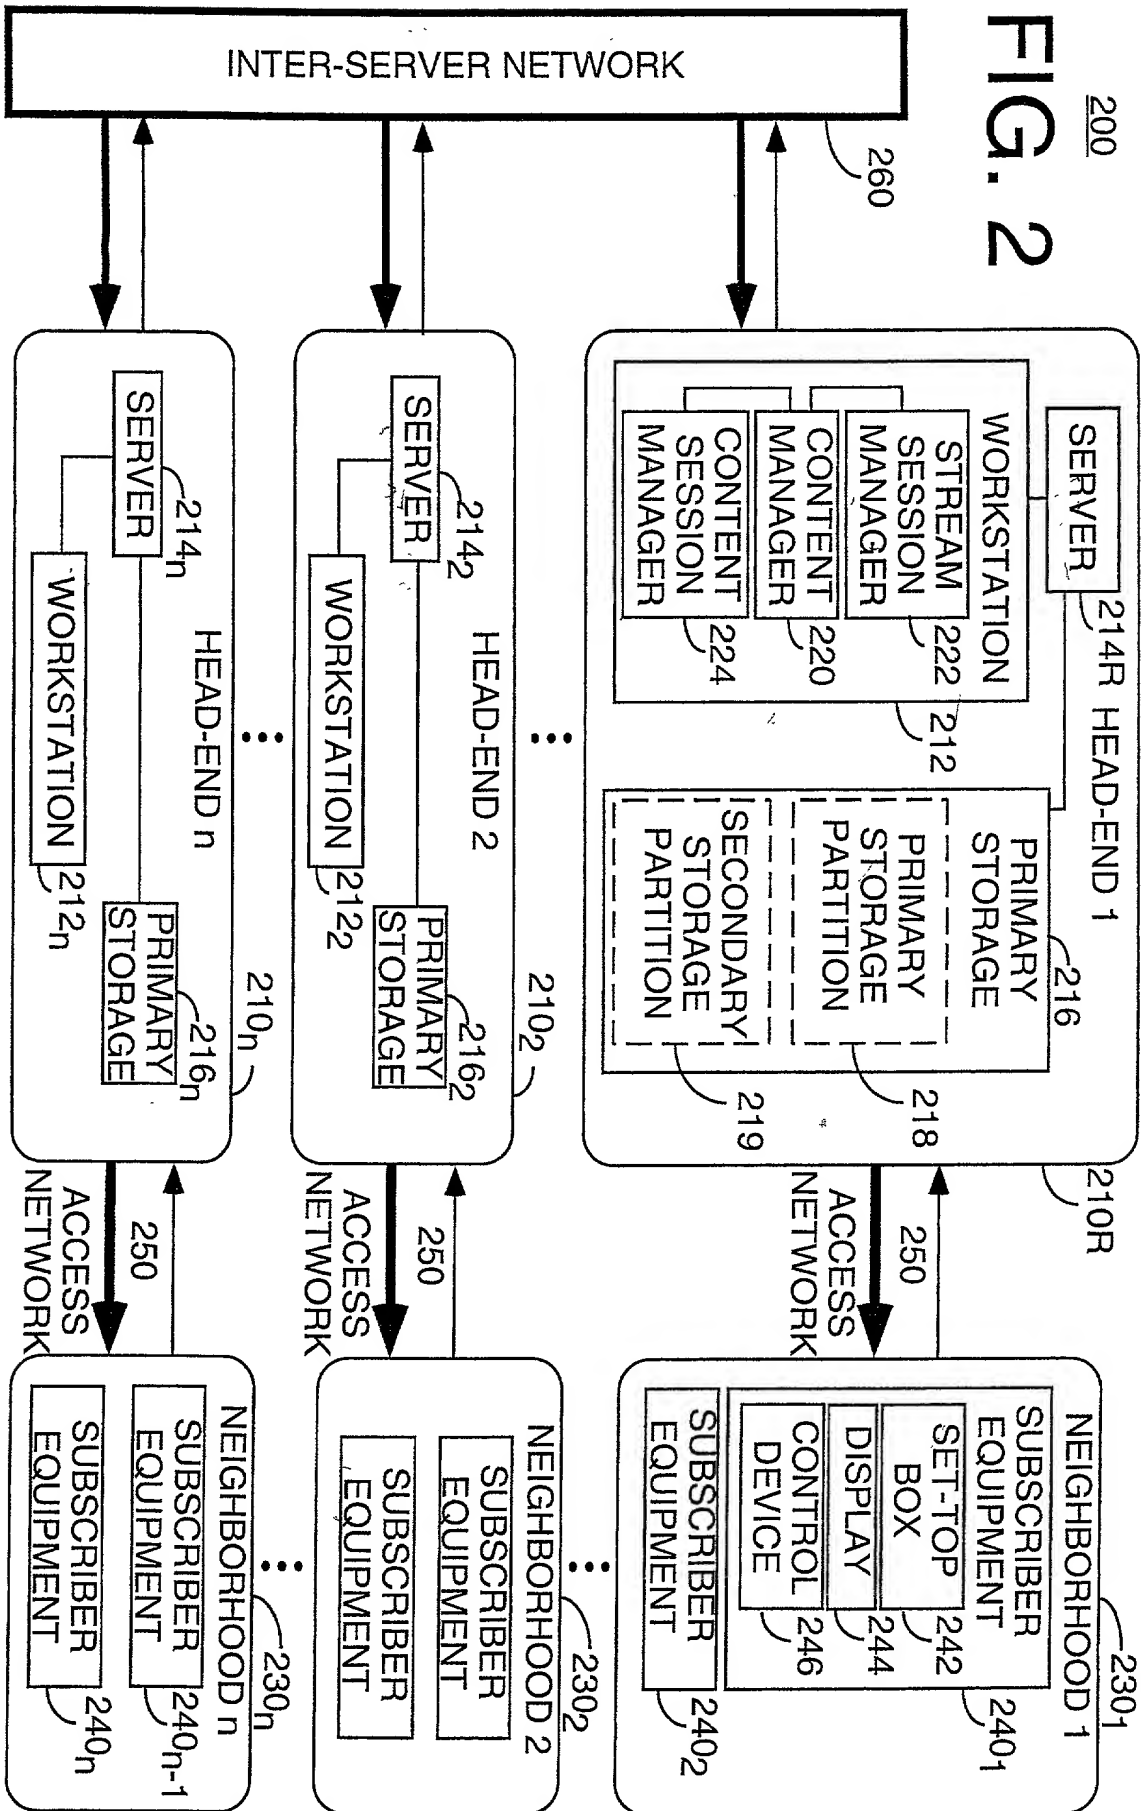 200
FIG. 2
INTER-SERVER NETWORK
260
SERVER
214R
HEAD-END 1
210R
WORKSTATION
212
STREAM
SESSION
MANAGER
222
CONTENT
MANAGER
220
CONTENT
SESSION
MANAGER
224
PRIMARY
STORAGE
216
PRIMARY
STORAGE
PARTITION
218
SECONDARY
STORAGE
PARTITION
219
250
ACCESS
NETWORK
NEIGHBORHOOD 1
230₁
SUBSCRIBER
EQUIPMENT
240₁
SET-TOP
BOX
242
DISPLAY
244
CONTROL
DEVICE
246
SUBSCRIBER
EQUIPMENT
240₂
HEAD-END 2
210₂
SERVER
214₂
WORKSTATION
212₂
PRIMARY
STORAGE
216₂
250
ACCESS
NETWORK
NEIGHBORHOOD 2
230₂
SUBSCRIBER
EQUIPMENT
SUBSCRIBER
EQUIPMENT
HEAD-END n
210ₙ
SERVER
214ₙ
WORKSTATION
212ₙ
PRIMARY
STORAGE
216ₙ
250
ACCESS
NETWORK
NEIGHBORHOOD n
230ₙ
SUBSCRIBER
EQUIPMENT
240ₙ₋₁
SUBSCRIBER
EQUIPMENT
240ₙ